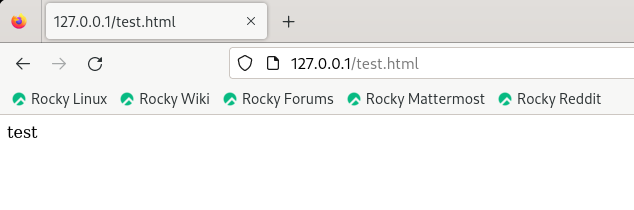 127.0.0.1/test.html
127.0.0.1/test.html
Rocky Linux Rocky Wiki Rocky Forums Rocky Mattermost Rocky Reddit
test